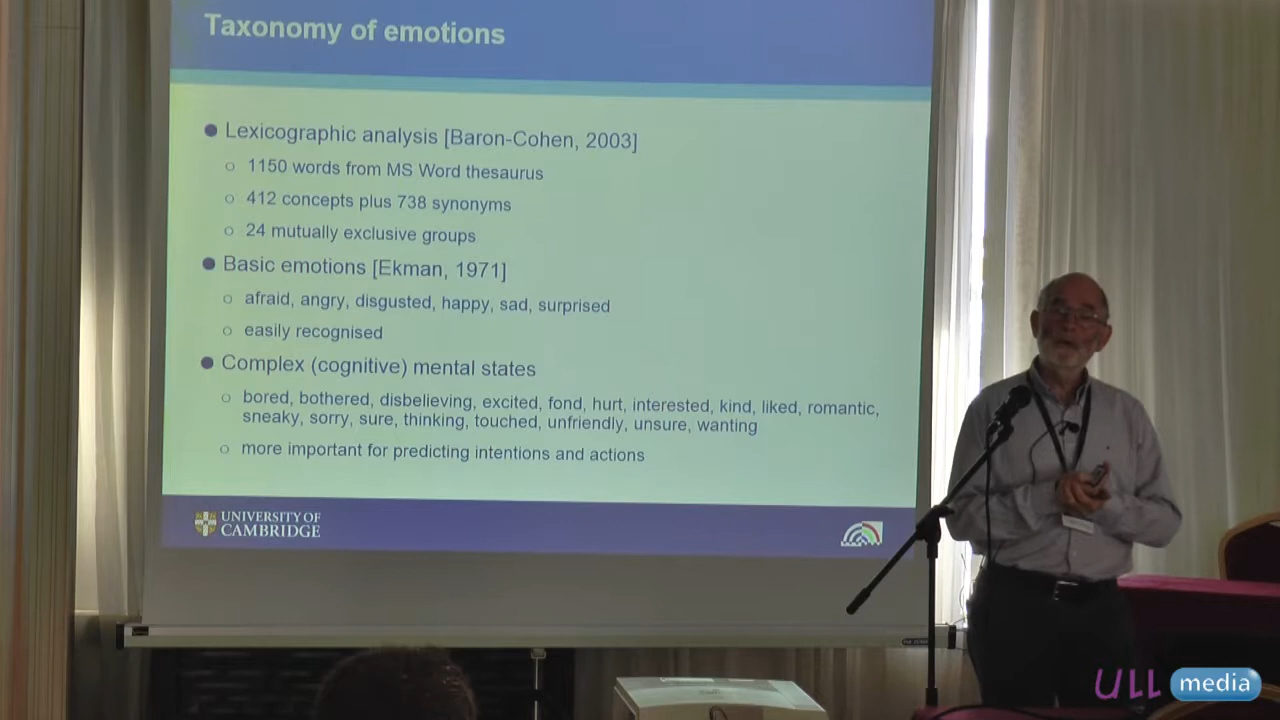 Taxonomy of emotions
Lexicographic analysis [Baron-Cohen, 2003]
1150 words from MS Word thesaurus
412 concepts plus 738 synonyms
24 mutually exclusive groups
Basic emotions [Ekman, 1971]
afraid, angry, disgusted, happy, sad, surprised
easily recognised
Complex (cognitive) mental states
bored, bothered, disbelieving, excited, fond, hurt, interested, kind, liked, romantic,
sneaky, sorry, sure, thinking, touched, unfriendly, unsure, wanting
more important for predicting intentions and actions
UNIVERSITY OF
CAMBRIDGE
ULL media